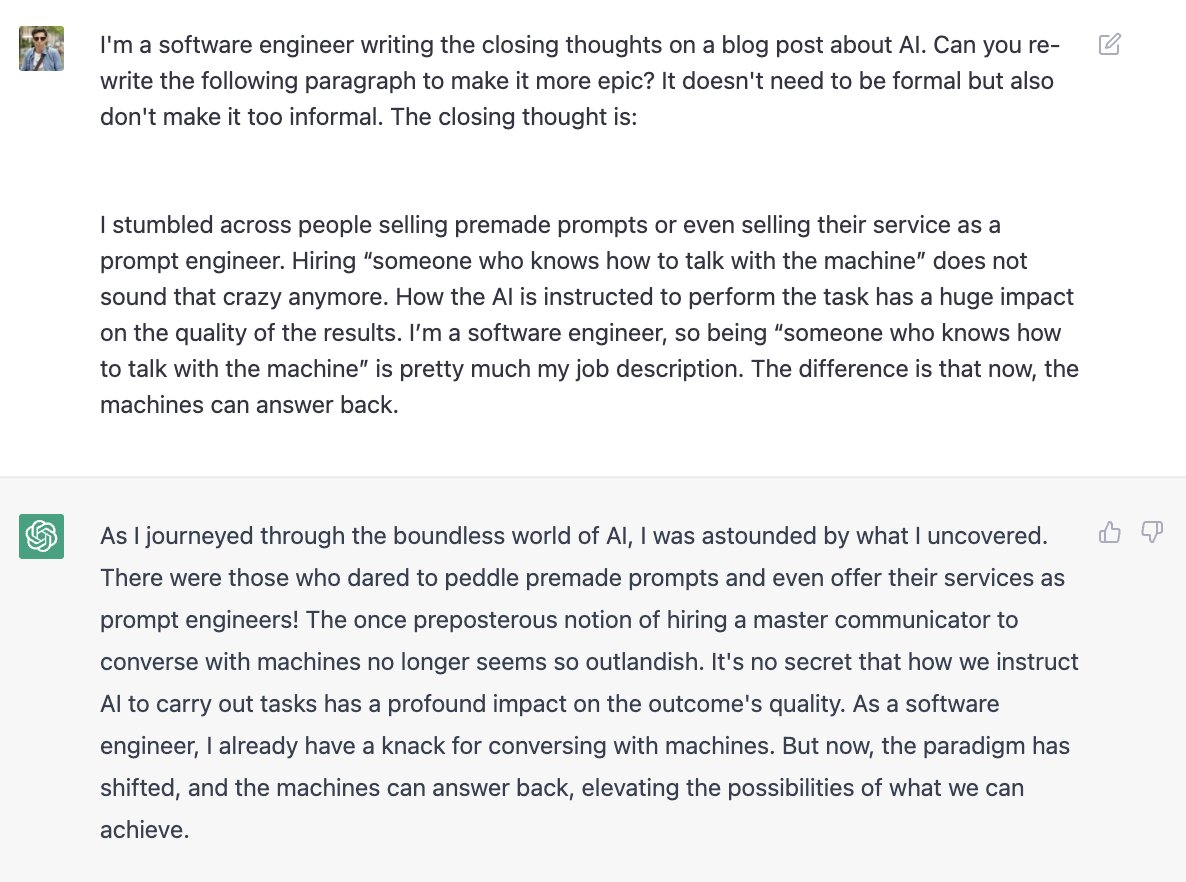 I'm a software engineer writing the closing thoughts on a blog post about AI. Can you re-
write the following paragraph to make it more epic? It doesn't need to be formal but also
don't make it too informal. The closing thought is:
I stumbled across people selling premade prompts or even selling their service as a
prompt engineer. Hiring “someone who knows how to talk with the machine” does not
sound that crazy anymore. How the AI is instructed to perform the task has a huge impact
on the quality of the results. I’m a software engineer, so being “someone who knows how
to talk with the machine” is pretty much my job description. The difference is that now, the
machines can answer back.
As I journeyed through the boundless world of AI, I was astounded by what I uncovered.
There were those who dared to peddle premade prompts and even offer their services as
prompt engineers! The once preposterous notion of hiring a master communicator to
converse with machines no longer seems so outlandish. It's no secret that how we instruct
AI to carry out tasks has a profound impact on the outcome's quality. As a software
engineer, I already have a knack for conversing with machines. But now, the paradigm has
shifted, and the machines can answer back, elevating the possibilities of what we can
achieve.